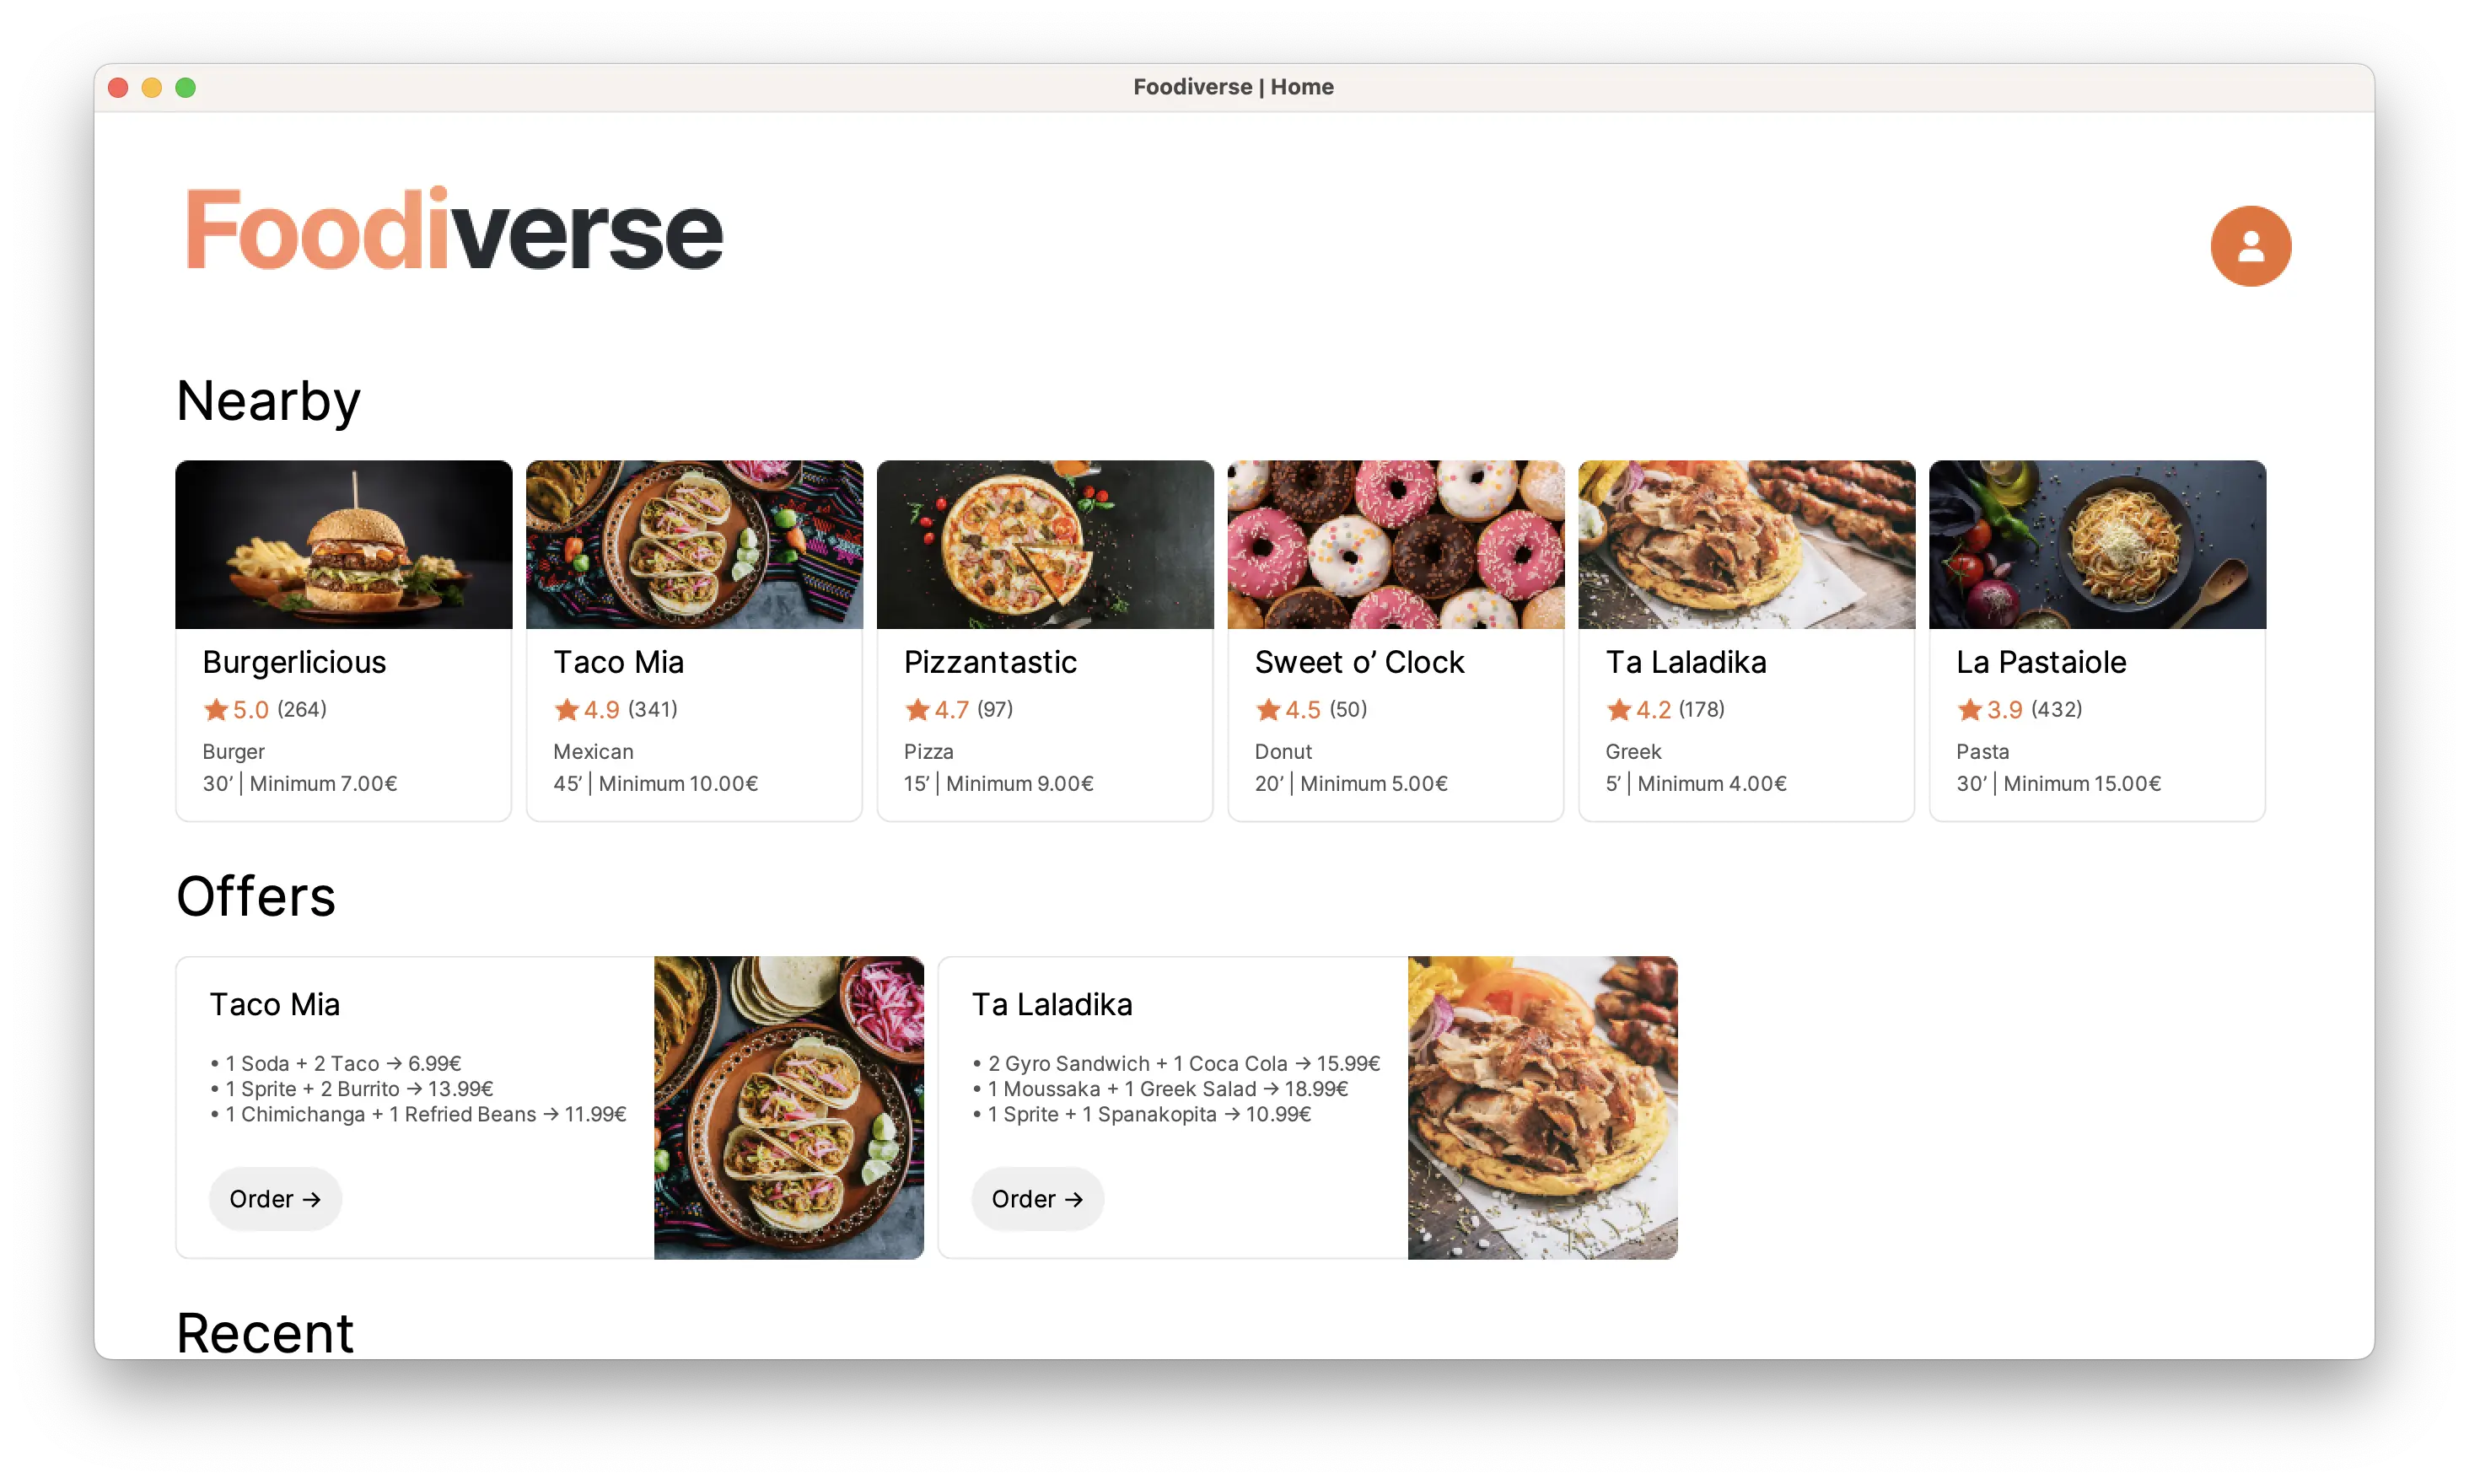 Foodiverse | Home
Foodiverse
Nearby
Burgerlicious
5.0 (264)
Burger
30’ | Minimum 7.00€
Taco Mia
4.9 (341)
Mexican
45’ | Minimum 10.00€
Pizzantastic
4.7 (97)
Pizza
15’ | Minimum 9.00€
Sweet o’ Clock
4.5 (50)
Donut
20’ | Minimum 5.00€
Ta Laladika
4.2 (178)
Greek
5’ | Minimum 4.00€
La Pastaiole
3.9 (432)
Pasta
30’ | Minimum 15.00€
Offers
Taco Mia
• 1 Soda + 2 Taco → 6.99€
• 1 Sprite + 2 Burrito → 13.99€
• 1 Chimichanga + 1 Refried Beans → 11.99€
Order →
Ta Laladika
• 2 Gyro Sandwich + 1 Coca Cola → 15.99€
• 1 Moussaka + 1 Greek Salad → 18.99€
• 1 Sprite + 1 Spanakopita → 10.99€
Order →
Recent